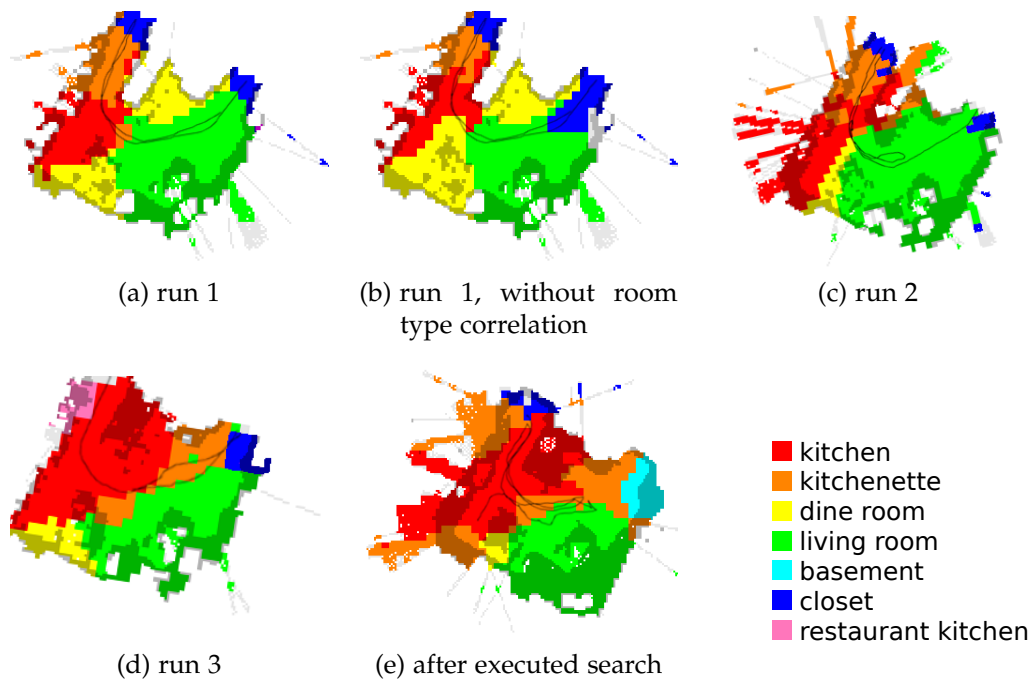 (a) run 1
(b) run 1, without room
type correlation
(c) run 2
(d) run 3
(e) after executed search
kitchen
kitchenette
dine room
living room
basement
closet
restaurant kitchen